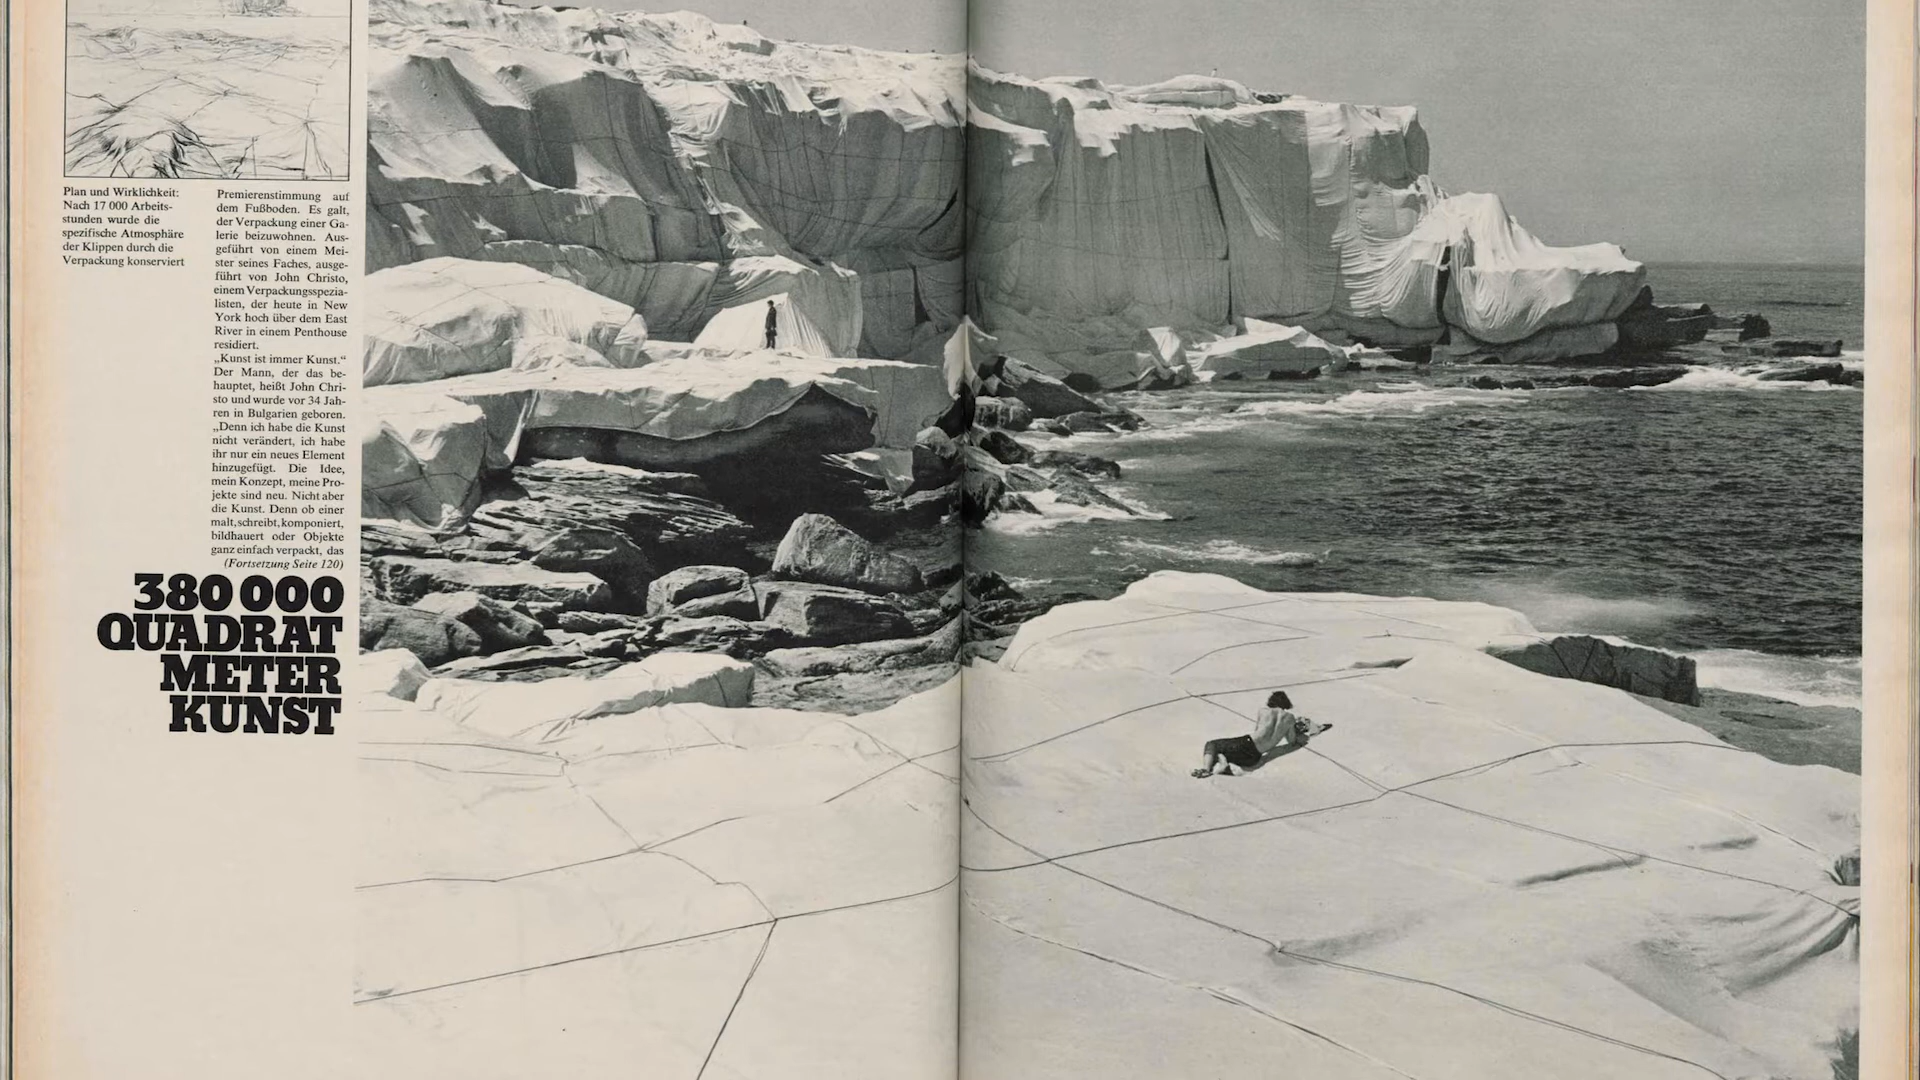 Plan und Wirklichkeit:
Nach 17 000 Arbeits-
stunden wurde die
spezifische Atmosphäre
der Klippen durch die
Verpackung konserviert
Premierenstimmung auf
dem Fußboden. Es galt,
der Verpackung einer Ga-
lerie beizuwohnen. Aus-
geführt von einem Mei-
ster seines Faches, ausge-
führt von John Christo,
einem Verpackungsspezia-
listen, der heute in New
York hoch über dem East
River in einem Penthouse
residiert.
„Kunst ist immer Kunst.“
Der Mann, der das be-
hauptet, heißt John Chri-
sto und wurde vor 34 Jah-
ren in Bulgarien geboren.
„Denn ich habe die Kunst
nicht verändert, ich habe
ihr nur ein neues Element
hinzugefügt. Die Idee,
mein Konzept, meine Pro-
jekte sind neu. Nicht aber
die Kunst. Denn ob einer
malt, schreibt, komponiert,
bildhauert oder Objekte
ganz einfach verpackt, das
(Fortsetzung Seite 120)
380 000
QUADRAT
METER
KUNST